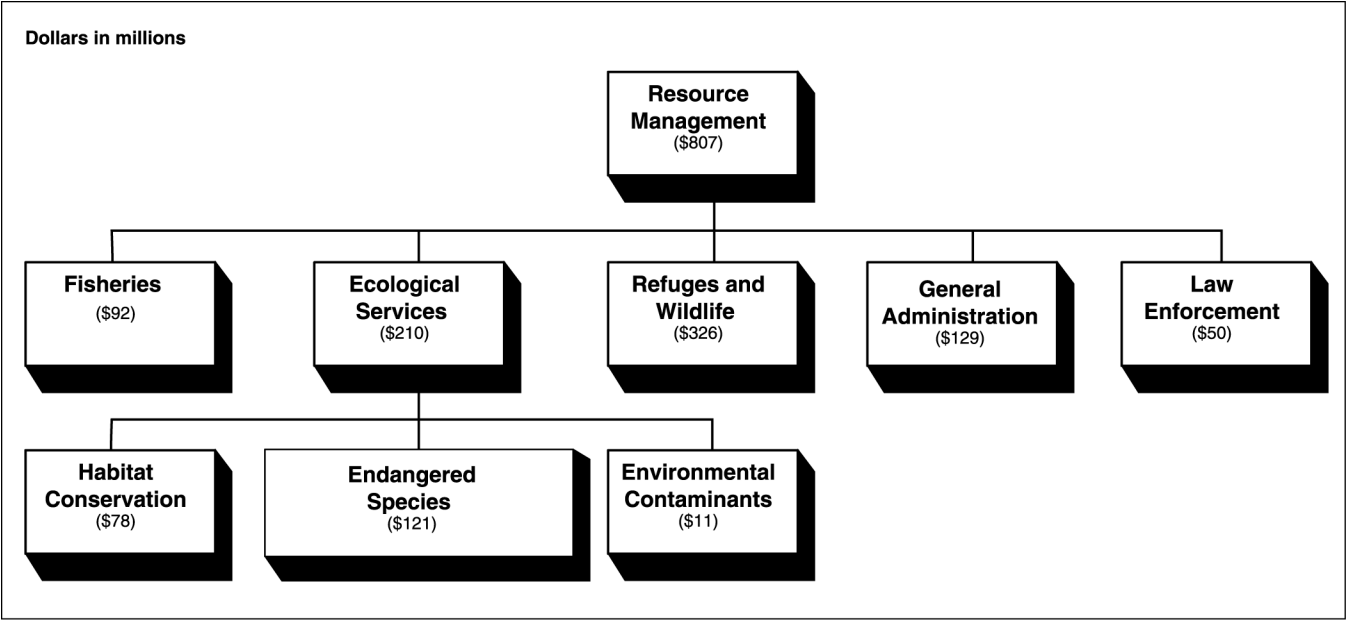 Dollars in millions
Resource
Management
($807)
Fisheries
($92)
Ecological
Services
($210)
Refuges and
Wildlife
($326)
General
Administration
($129)
Law
Enforcement
($50)
Habitat
Conservation
($78)
Endangered
Species
($121)
Environmental
Contaminants
($11)